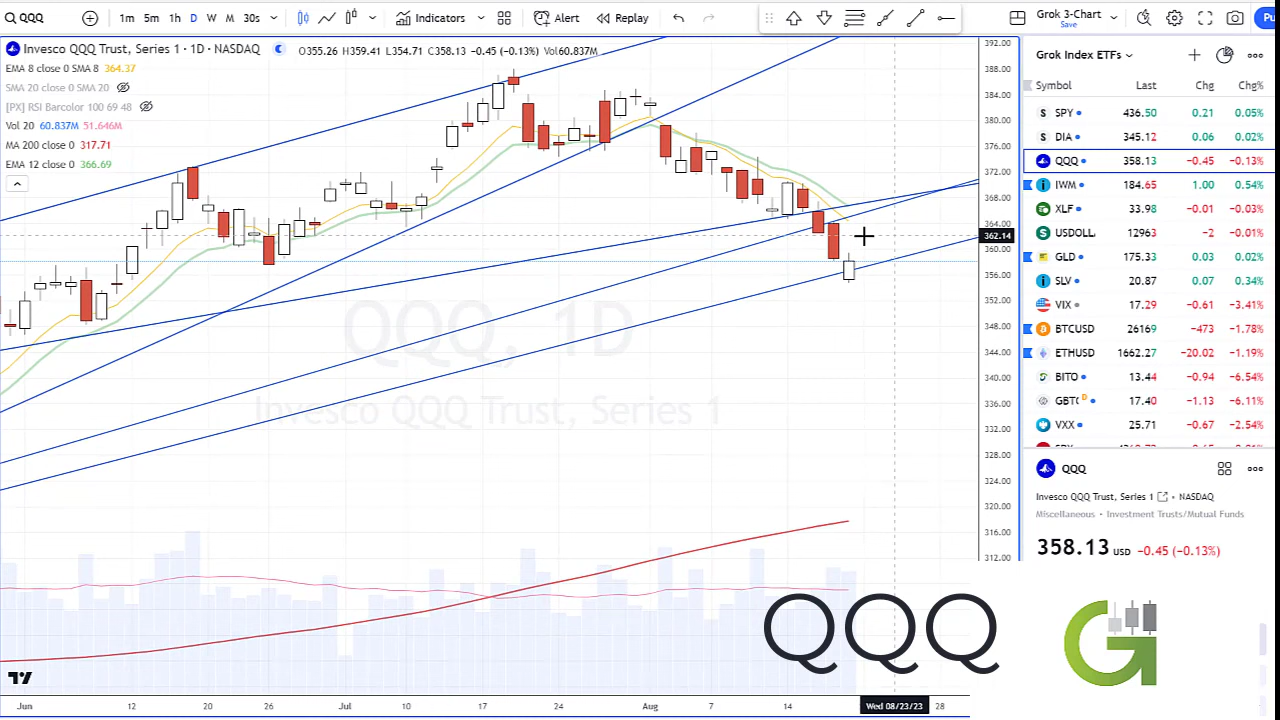 QQQ 1m 5m 1h D W M 30s Indicators Alert Replay Grok 3-Chart Save Pu
Invesco QQQ Trust, Series 1 · 1D · NASDAQ O355.26 H359.41 L354.71 C358.13 −0.45 (−0.13%) Vol60.837M
EMA 8 close 0 SMA 8 364.37
SMA 20 close 0 SMA 20
[PX] RSI Barcolor 100 69 48
Vol 20 60.837M 51.646M
MA 200 close 0 317.71
EMA 12 close 0 366.69
392.00
388.00
384.00
380.00
376.00
372.00
368.00
364.00
362.14
360.00
356.00
352.00
348.00
344.00
340.00
336.00
332.00
328.00
324.00
320.00
316.00
312.00
QQQ, 1D
Invesco QQQ Trust, Series 1
Jun 12 20 26 Jul 10 17 24 Aug 7 14 Wed 08/23/23 28
Grok Index ETFs
Symbol Last Chg Chg%
S SPY 436.50 0.21 0.05%
S DIA 345.12 0.06 0.02%
QQQ 358.13 −0.45 −0.13%
IWM 184.65 1.00 0.54%
XLF 33.98 −0.01 −0.03%
USDOLL 12963 −2 −0.01%
GLD 175.33 0.03 0.02%
SLV 20.87 0.07 0.34%
VIX 17.29 −0.61 −3.41%
BTCUSD 26169 −473 −1.78%
ETHUSD 1662.27 −20.02 −1.19%
BITO 13.44 −0.94 −6.54%
GBTC D 17.40 −1.13 −6.11%
VXX 25.71 −0.67 −2.54%
QQQ
Invesco QQQ Trust, Series 1 • NASDAQ
Miscellaneous • Investment Trusts/Mutual Funds
358.13 USD −0.45 (−0.13%)
QQQ